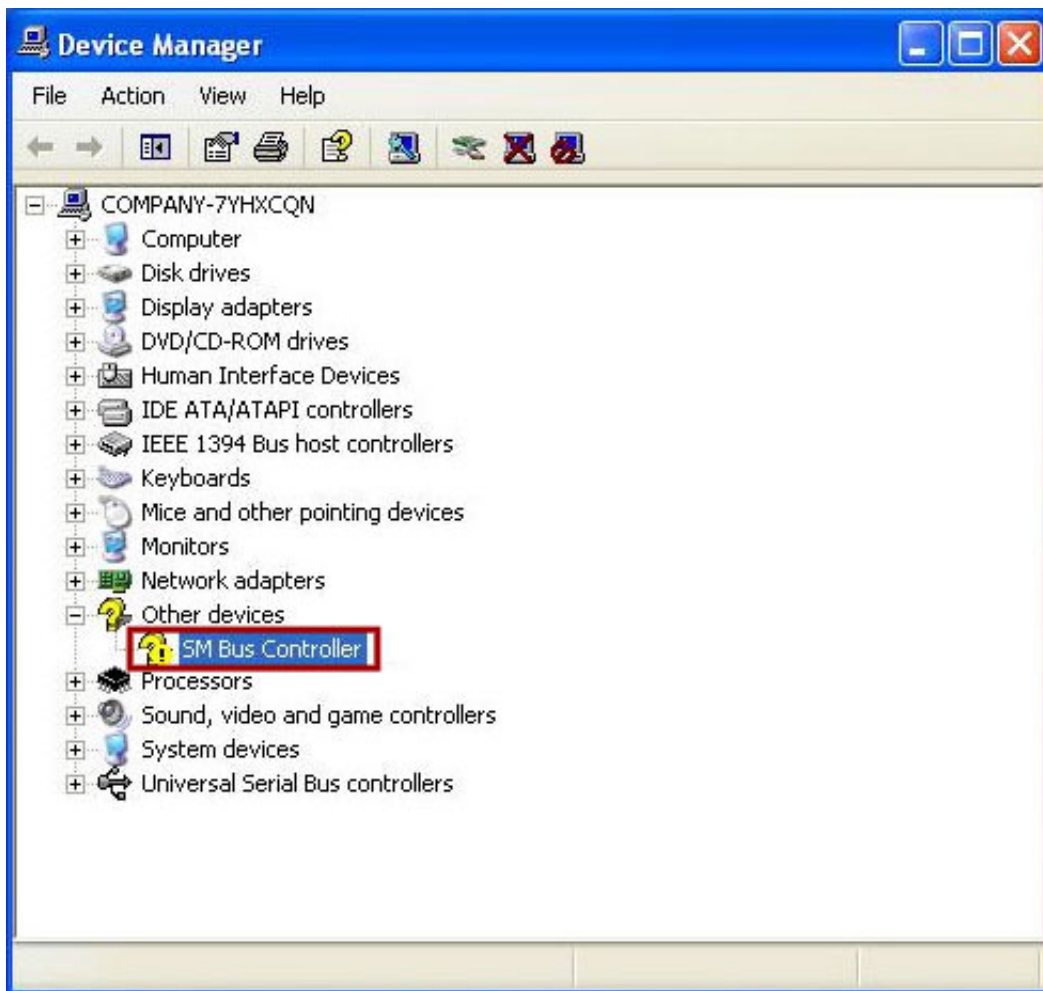 Device Manager
File Action View Help
COMPANY-7YHXCQN
Computer
Disk drives
Display adapters
DVD/CD-ROM drives
Human Interface Devices
IDE ATA/ATAPI controllers
IEEE 1394 Bus host controllers
Keyboards
Mice and other pointing devices
Monitors
Network adapters
Other devices
SM Bus Controller
Processors
Sound, video and game controllers
System devices
Universal Serial Bus controllers